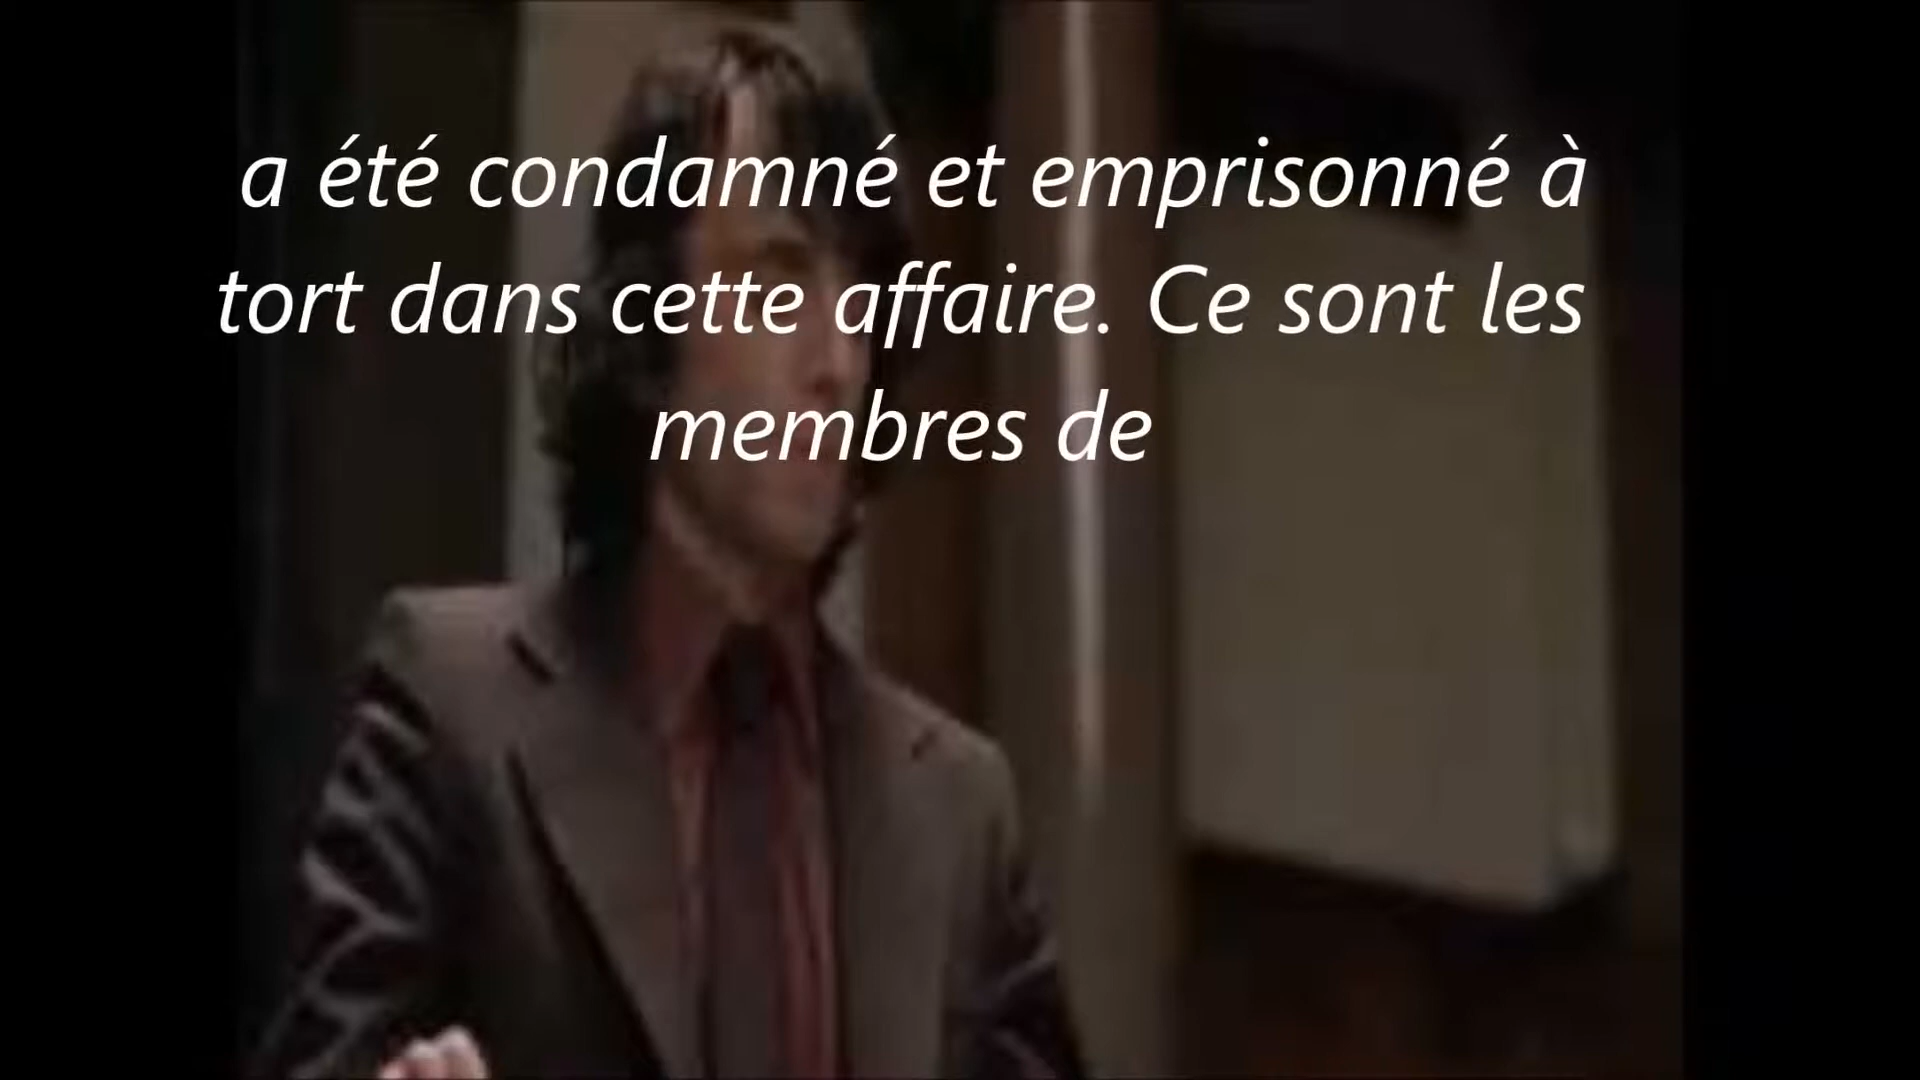 a été condamné et emprisonné à
tort dans cette affaire. Ce sont les
membres de